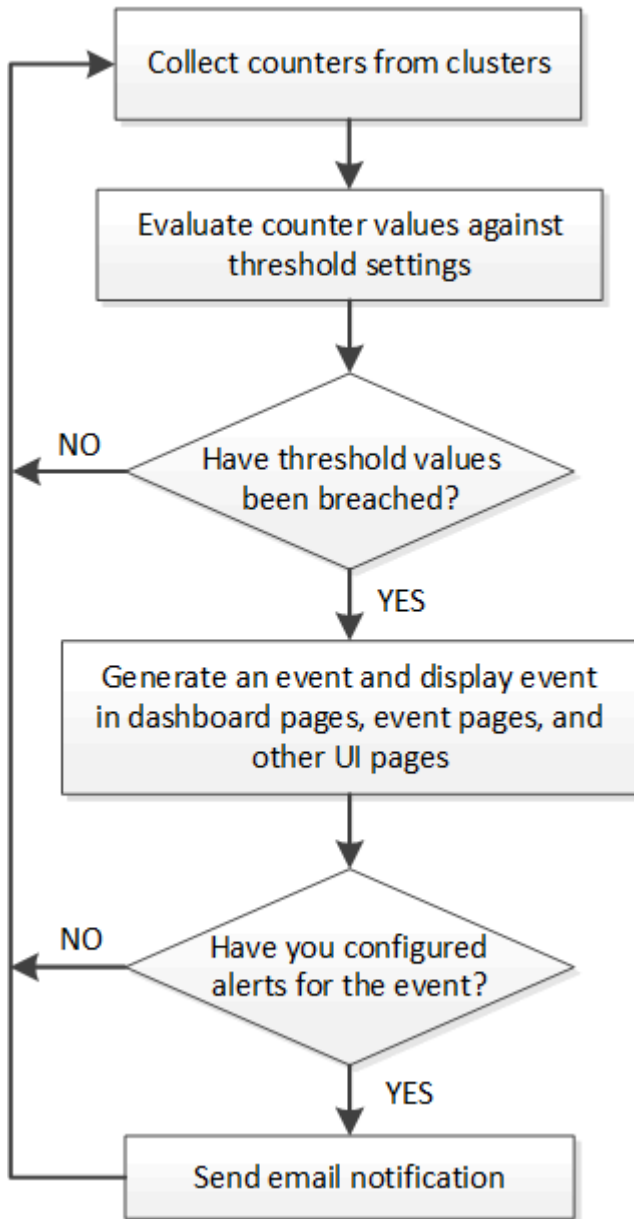 Collect counters from clusters
Evaluate counter values against
threshold settings
NO
Have threshold values
been breached?
YES
Generate an event and display event
in dashboard pages, event pages, and
other UI pages
NO
Have you configured
alerts for the event?
YES
Send email notification